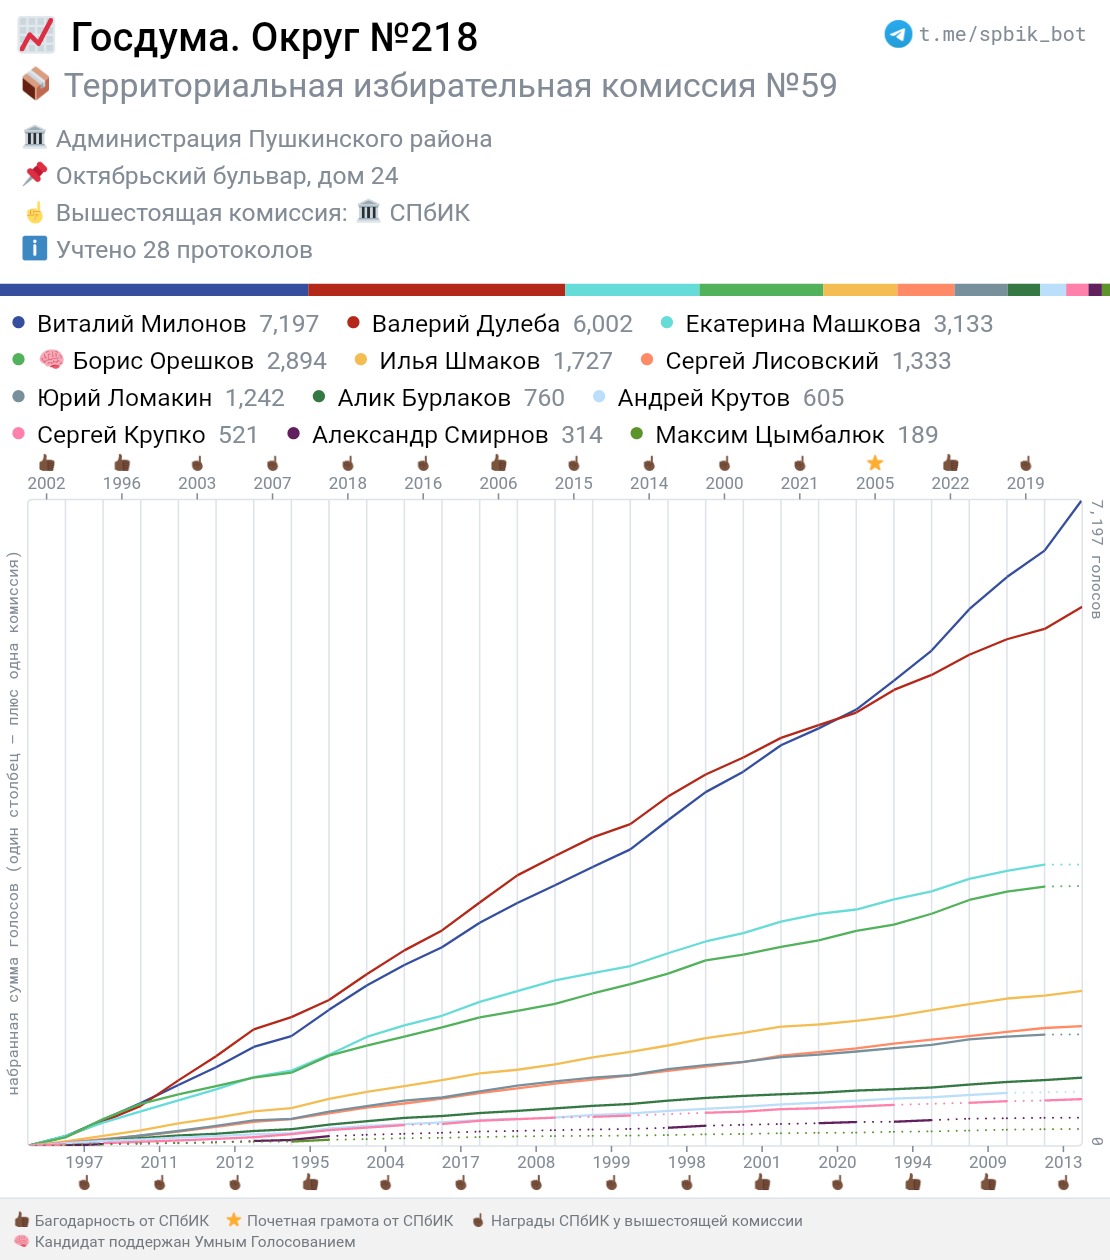 Госдума. Округ №218
t.me/spbik_bot
Территориальная избирательная комиссия №59
Администрация Пушкинского района
Октябрьский бульвар, дом 24
Вышестоящая комиссия: СПбИК
Учтено 28 протоколов
Виталий Милонов 7,197 Валерий Дулеба 6,002 Екатерина Машкова 3,133
Борис Орешков 2,894 Илья Шмаков 1,727 Сергей Лисовский 1,333
Юрий Ломакин 1,242 Алик Бурлаков 760 Андрей Крутов 605
Сергей Крупко 521 Александр Смирнов 314 Максим Цымбалюк 189
2002 1996 2003 2007 2018 2016 2006 2015 2014 2000 2021 2005 2022 2019
7,197 голосов
набранная сумма голосов (один столбец — плюс одна комиссия)
0
1997 2011 2012 1995 2004 2017 2008 1999 1998 2001 2020 1994 2009 2013
Багодарность от СПбИК Почетная грамота от СПбИК Награды СПбИК у вышестоящей комиссии
Кандидат поддержан Умным Голосованием